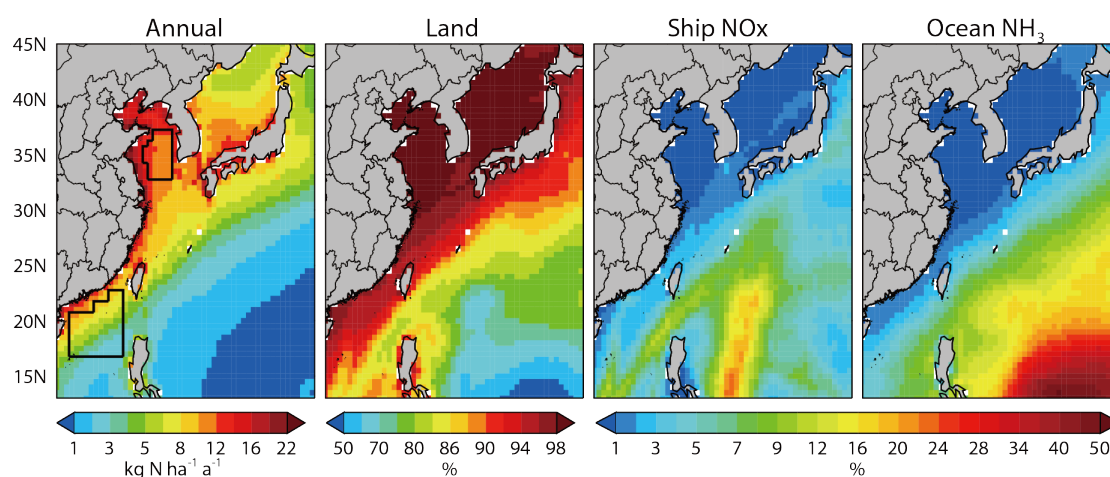 Annual Land Ship NOx Ocean NH₃
45N
40N
35N
30N
25N
20N
15N
1 3 5 8 12 16 22
kg N ha⁻¹ a⁻¹
50 70 80 86 90 94 98
%
1 3 5 7 9 12 16 20 24 28 34 40 50
%